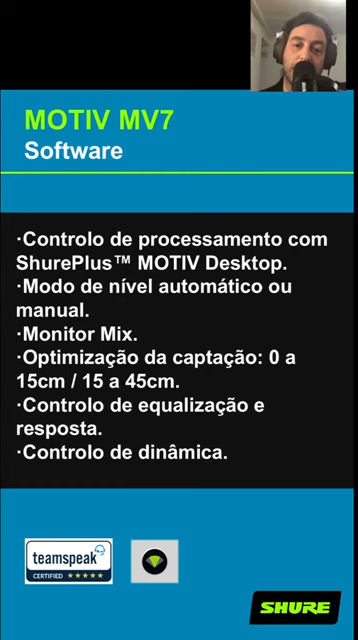 MOTIV MV7
Software
·Controlo de processamento com
ShurePlus™ MOTIV Desktop.
·Modo de nível automático ou
manual.
·Monitor Mix.
·Optimização da captação: 0 a
15cm / 15 a 45cm.
·Controlo de equalização e
resposta.
·Controlo de dinâmica.
teamspeak
CERTIFIED ★★★★★
SHURE